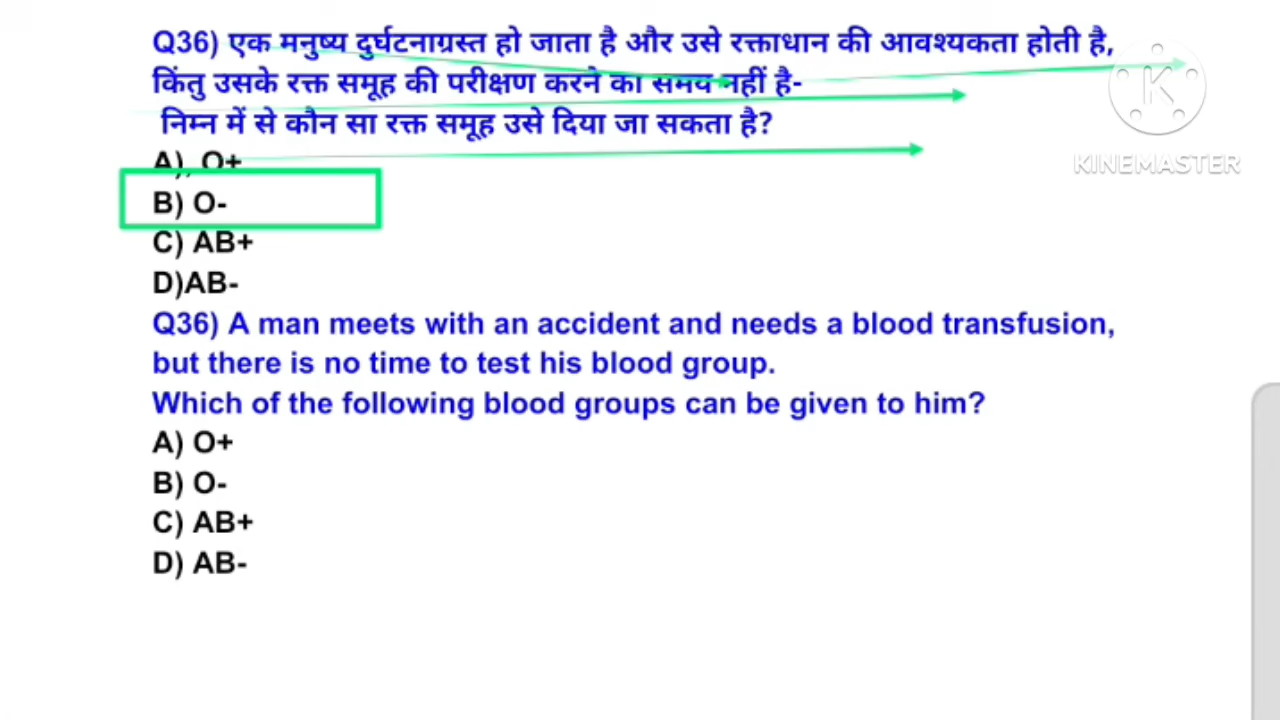 Q36) एक मनुष्य दुर्घटनाग्रस्त हो जाता है और उसे रक्ताधान की आवश्यकता होती है,
किंतु उसके रक्त समूह की परीक्षण करने का समय नहीं है-
निम्न में से कौन सा रक्त समूह उसे दिया जा सकता है?
A), O+
B) O-
C) AB+
D)AB-
Q36) A man meets with an accident and needs a blood transfusion,
but there is no time to test his blood group.
Which of the following blood groups can be given to him?
A) O+
B) O-
C) AB+
D) AB-
K
KINEMASTER